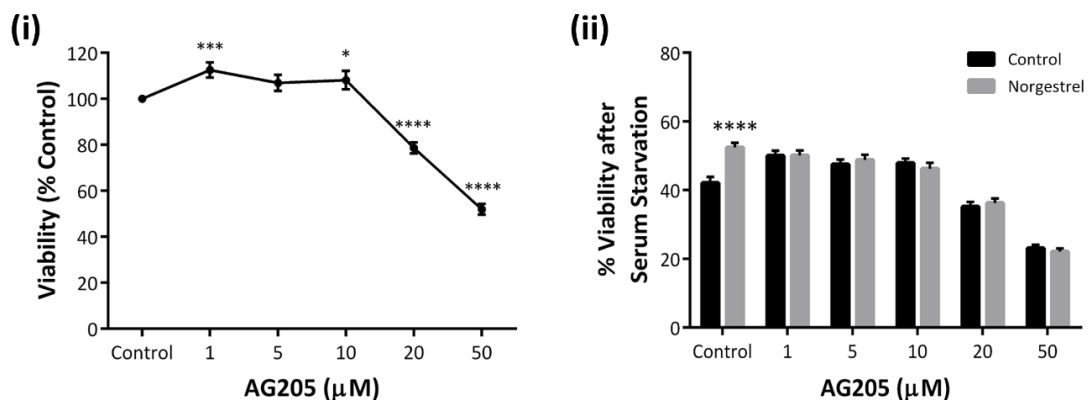 (i)
Viability (% Control)
120
100
80
60
40
20
0
***
*
****
****
Control 1 5 10 20 50
AG205 (μM)
(ii)
% Viability after
Serum Starvation
80
60
40
20
0
Control
Norgestrel
****
Control 1 5 10 20 50
AG205 (μM)